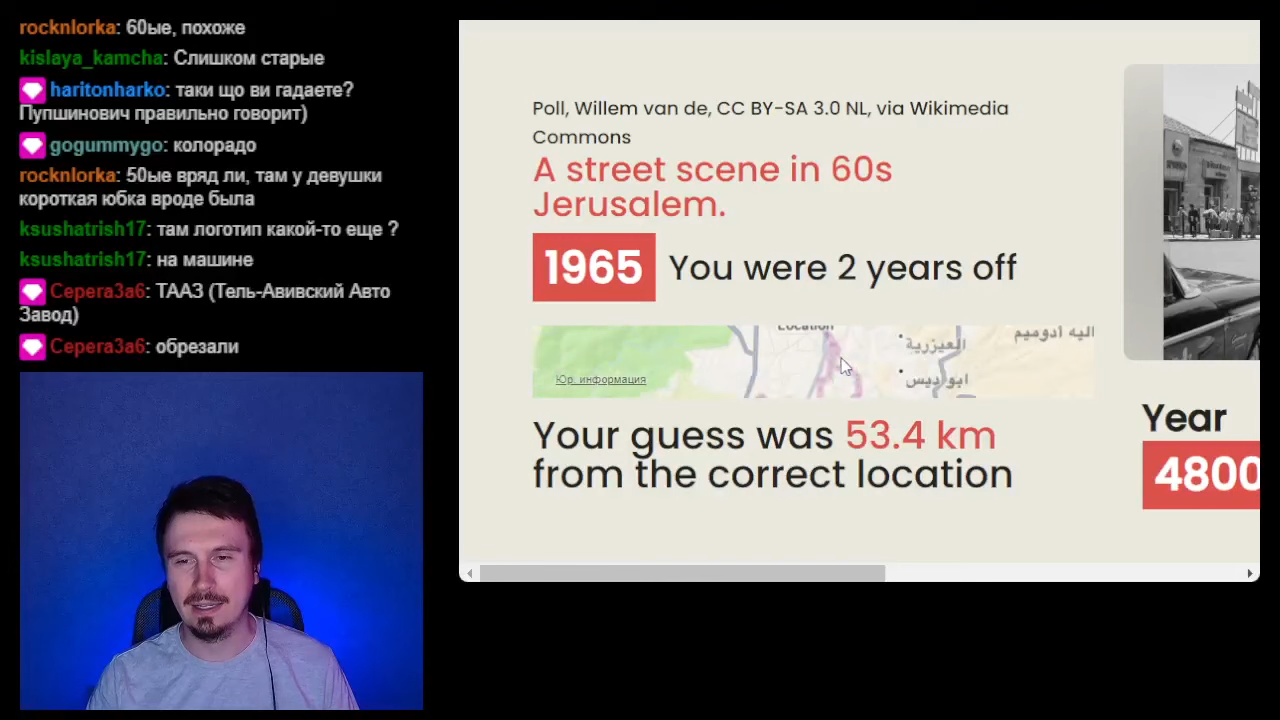 rocknlorka: 60ые, похоже
kislaya_kamcha: Слишком старые
haritonharko: таки що ви гадаете?
Пупшинович правильно говорит)
gogummygo: колорадо
rocknlorka: 50ые вряд ли, там у девушки
короткая юбка вроде была
ksushatrish17: там логотип какой-то еще ?
ksushatrish17: на машине
Сереrа3а6: ТААЗ (Тель-Авивский Авто
Завод)
Сереrа3а6: обрезали
Poll, Willem van de, CC BY-SA 3.0 NL, via Wikimedia
Commons
A street scene in 60s
Jerusalem.
1965 You were 2 years off
Location
العيزرية
اليه أدوميم
ابو ديس
Юр. информация
Your guess was 53.4 km
from the correct location
Year
4800